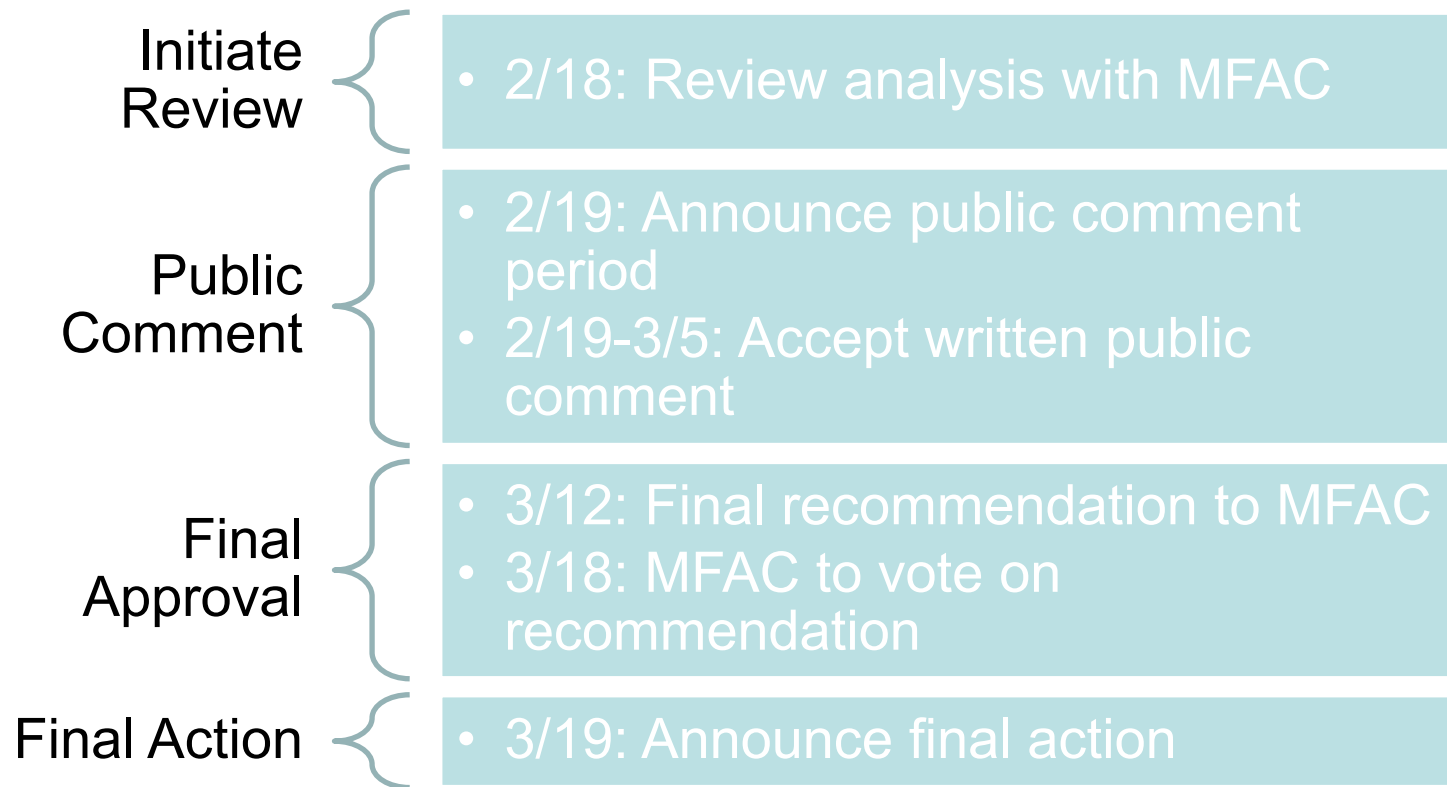 Initiate
Review
• 2/18: Review analysis with MFAC
Public
Comment
• 2/19: Announce public comment
period
• 2/19-3/5: Accept written public
comment
Final
Approval
• 3/12: Final recommendation to MFAC
• 3/18: MFAC to vote on
recommendation
Final Action
• 3/19: Announce final action